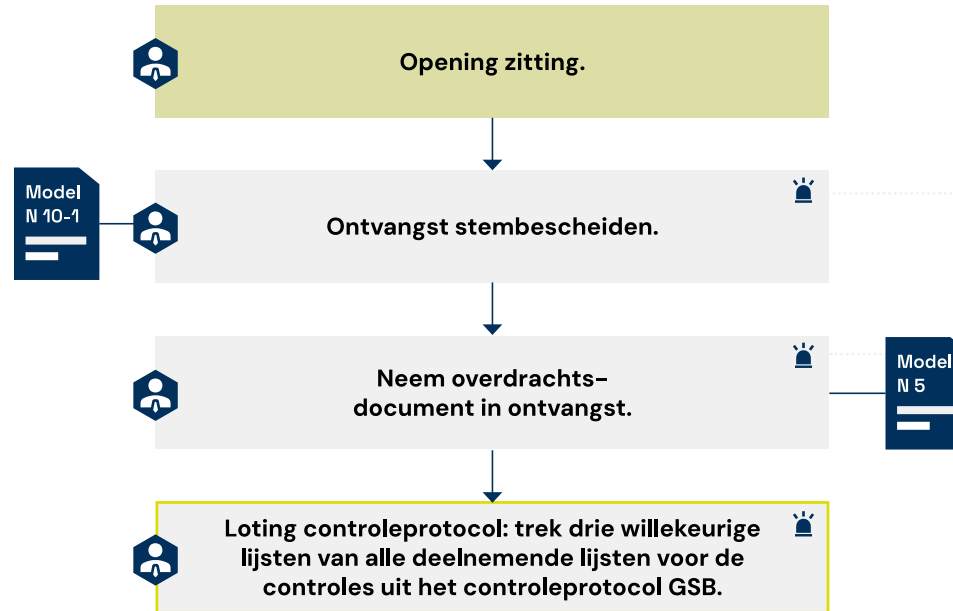 Opening zitting.
Model
N 10-1
Ontvangst stembescheiden.
Neem overdrachts-
document in ontvangst.
Model
N 5
Loting controleprotocol: trek drie willekeurige
lijsten van alle deelnemende lijsten voor de
controles uit het controleprotocol GSB.